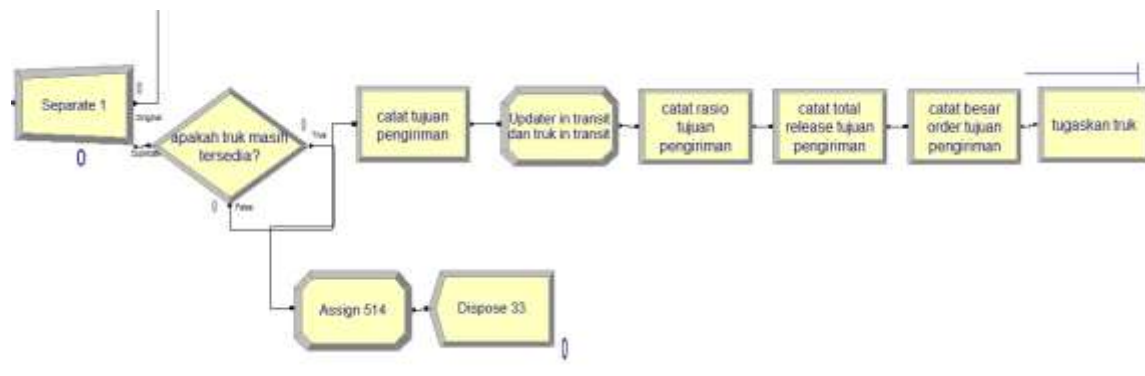 Separate 1
0
Original
apakah truk masih
tersedia?
0
True
0
False
catat tujuan
pengiriman
Updater in transit
dan truk in transit
catat rasio
tujuan
pengiriman
catat total
release tujuan
pengiriman
catat besar
order tujuan
pengiriman
tugaskan truk
Assign 514
Dispose 33
0